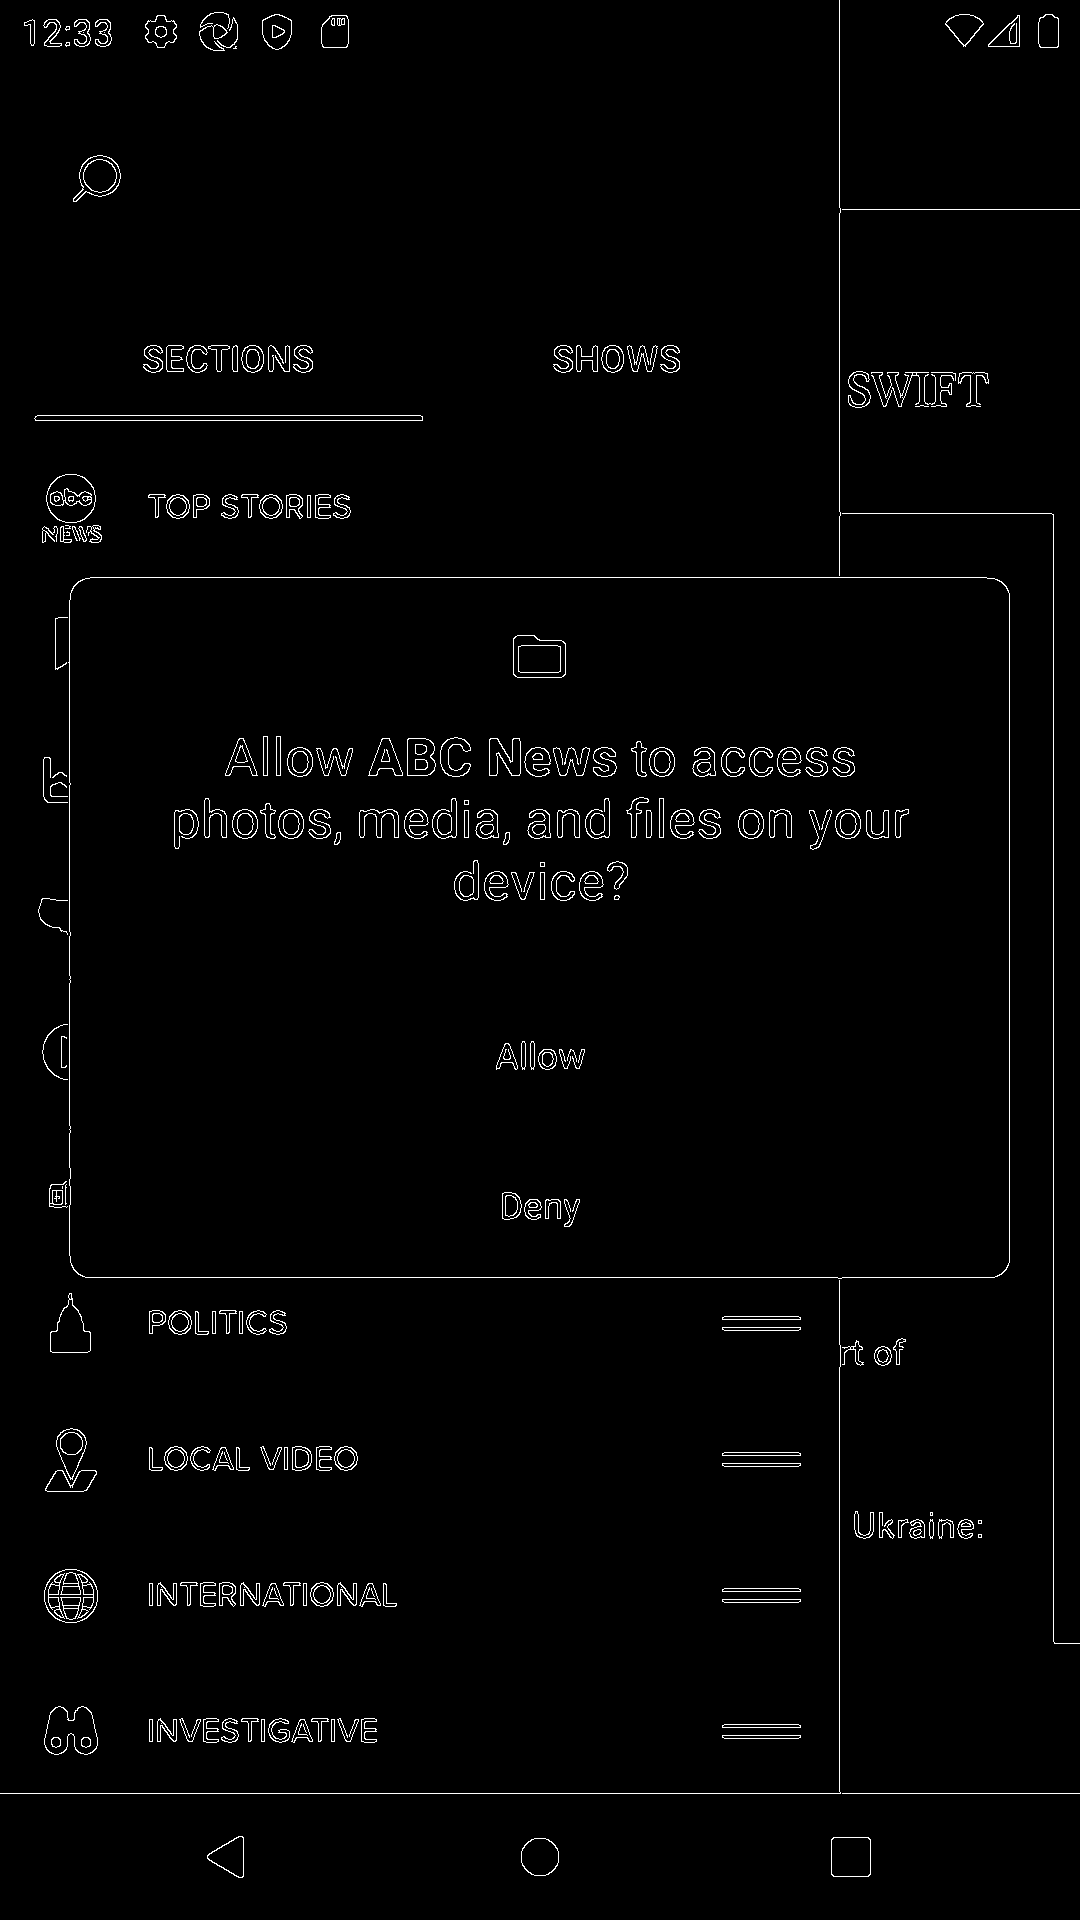 12:33
SECTIONS
SHOWS
SWIFT
abc
NEWS
TOP STORIES
Allow ABC News to access
photos, media, and files on your
device?
Allow
Deny
POLITICS
rt of
LOCAL VIDEO
Ukraine:
INTERNATIONAL
INVESTIGATIVE